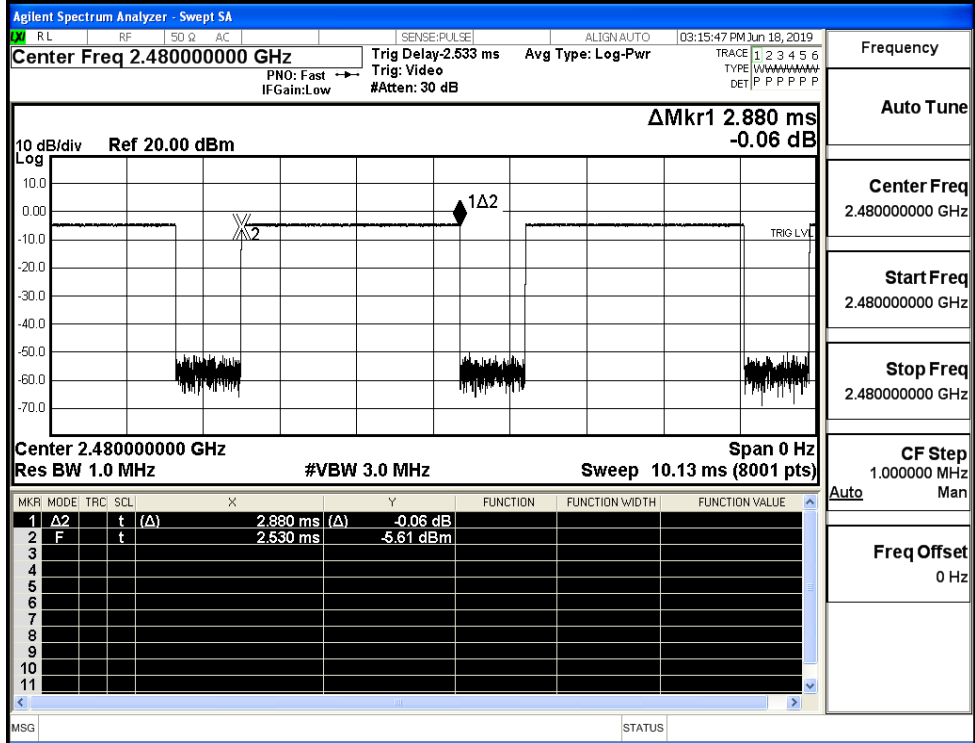 Agilent Spectrum Analyzer - Swept SA
LXI RL RF 50 Ω AC SENSE:PULSE ALIGN AUTO 03:15:47 PM Jun 18, 2019
Center Freq 2.480000000 GHz
PNO: Fast
IFGain:Low
Trig Delay-2.533 ms
Trig: Video
#Atten: 30 dB
Avg Type: Log-Pwr
TRACE 1 2 3 4 5 6
TYPE WWWWWW
DET P P P P P P
ΔMkr1 2.880 ms
-0.06 dB
10 dB/div Ref 20.00 dBm
Log
10.0
0.00
-10.0
-20.0
-30.0
-40.0
-50.0
-60.0
-70.0
1Δ2
2
TRIG LVL
Center 2.480000000 GHz Span 0 Hz
Res BW 1.0 MHz #VBW 3.0 MHz Sweep 10.13 ms (8001 pts)
MKR MODE TRC SCL X Y FUNCTION FUNCTION WIDTH FUNCTION VALUE
1 Δ2 t (Δ) 2.880 ms (Δ) -0.06 dB
2 F t 2.530 ms -5.61 dBm
3
4
5
6
7
8
9
10
11
MSG STATUS
Frequency
Auto Tune
Center Freq
2.480000000 GHz
Start Freq
2.480000000 GHz
Stop Freq
2.480000000 GHz
CF Step
1.000000 MHz
Auto Man
Freq Offset
0 Hz